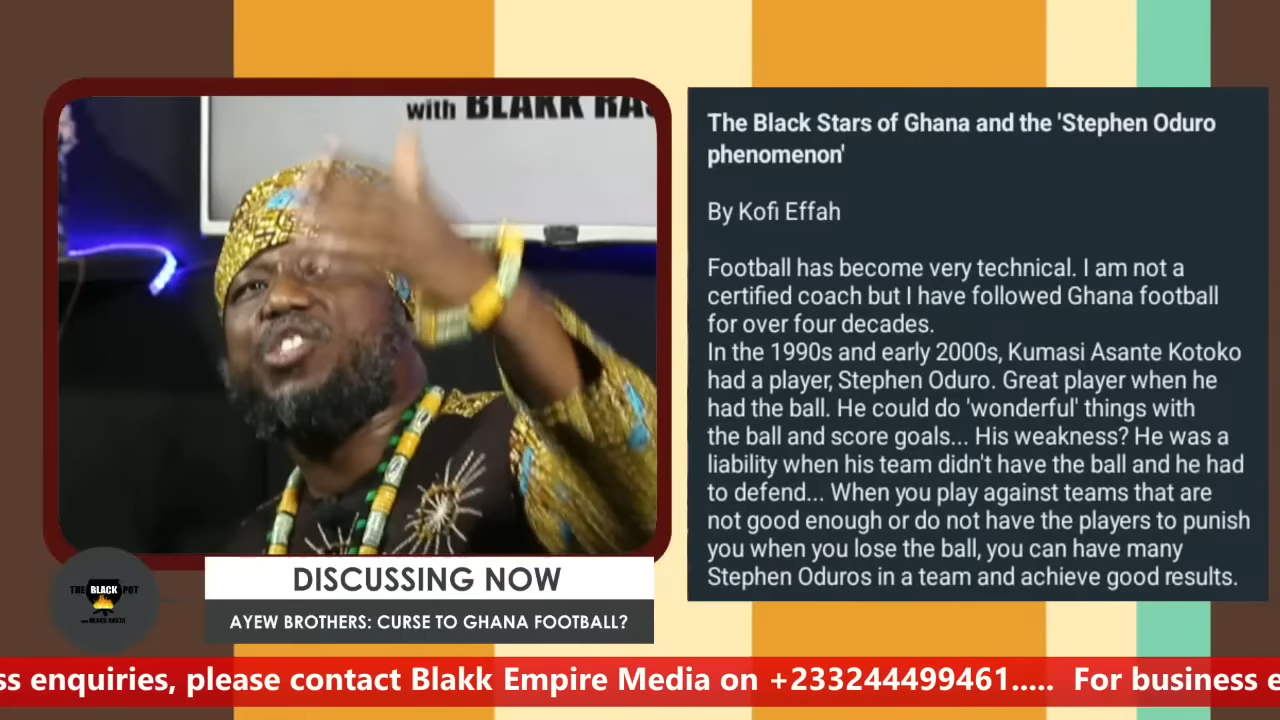 with BLAKK RAS
The Black Stars of Ghana and the 'Stephen Oduro
phenomenon'
By Kofi Effah
Football has become very technical. I am not a
certified coach but I have followed Ghana football
for over four decades.
In the 1990s and early 2000s, Kumasi Asante Kotoko
had a player, Stephen Oduro. Great player when he
had the ball. He could do 'wonderful' things with
the ball and score goals... His weakness? He was a
liability when his team didn't have the ball and he had
to defend... When you play against teams that are
not good enough or do not have the players to punish
you when you lose the ball, you can have many
Stephen Oduros in a team and achieve good results.
THE BLACK POT
with BLAKK RASTA
DISCUSSING NOW
AYEW BROTHERS: CURSE TO GHANA FOOTBALL?
ss enquiries, please contact Blakk Empire Media on +233244499461..... For business e